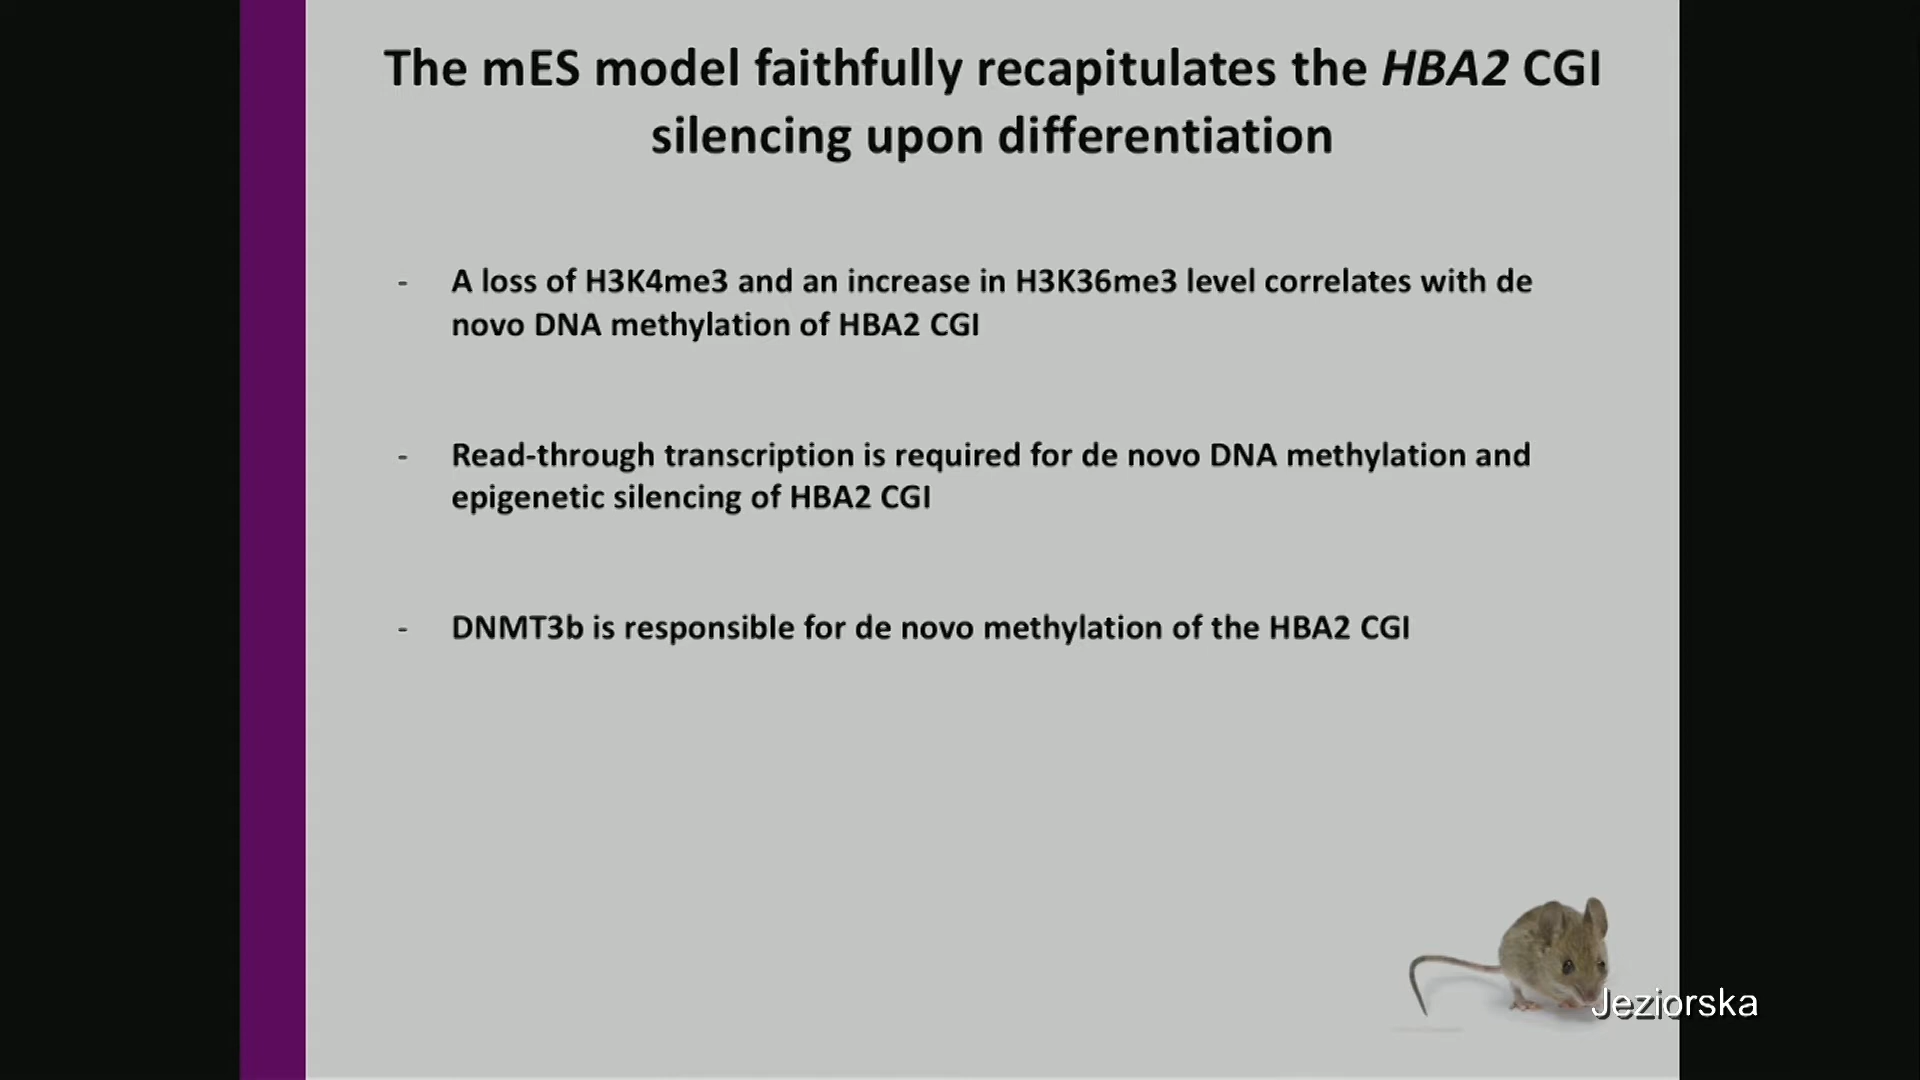 The mES model faithfully recapitulates the HBA2 CGI
silencing upon differentiation
- A loss of H3K4me3 and an increase in H3K36me3 level correlates with de
novo DNA methylation of HBA2 CGI
- Read-through transcription is required for de novo DNA methylation and
epigenetic silencing of HBA2 CGI
- DNMT3b is responsible for de novo methylation of the HBA2 CGI
Jeziorska